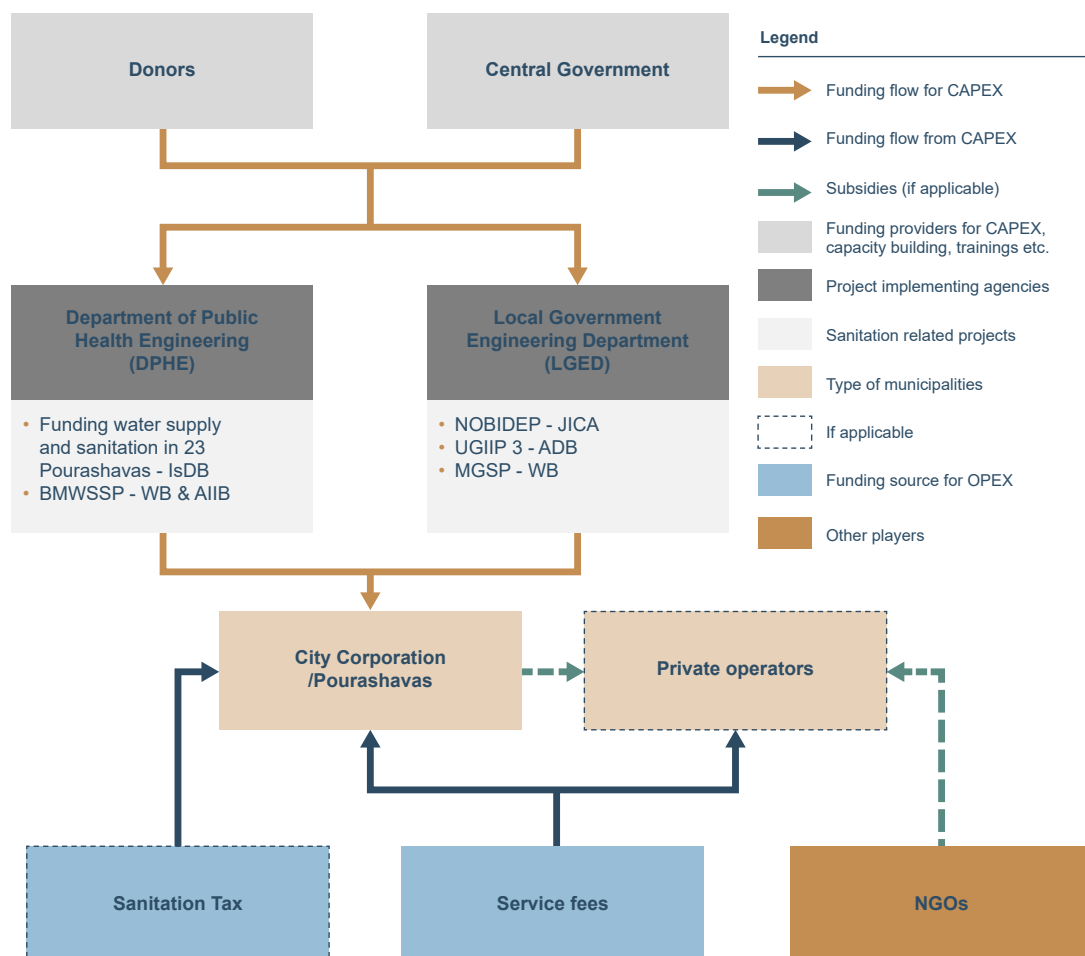 Donors
Central Government
Legend
Funding flow for CAPEX
Funding flow from CAPEX
Subsidies (if applicable)
Funding providers for CAPEX,
capacity building, trainings etc.
Project implementing agencies
Sanitation related projects
Type of municipalities
If applicable
Funding source for OPEX
Other players
Department of Public
Health Engineering
(DPHE)
• Funding water supply
and sanitation in 23
Pourashavas - IsDB
• BMWSSP - WB & AIIB
Local Government
Engineering Department
(LGED)
• NOBIDEP - JICA
• UGIIP 3 - ADB
• MGSP - WB
City Corporation
/Pourashavas
Private operators
Sanitation Tax
Service fees
NGOs